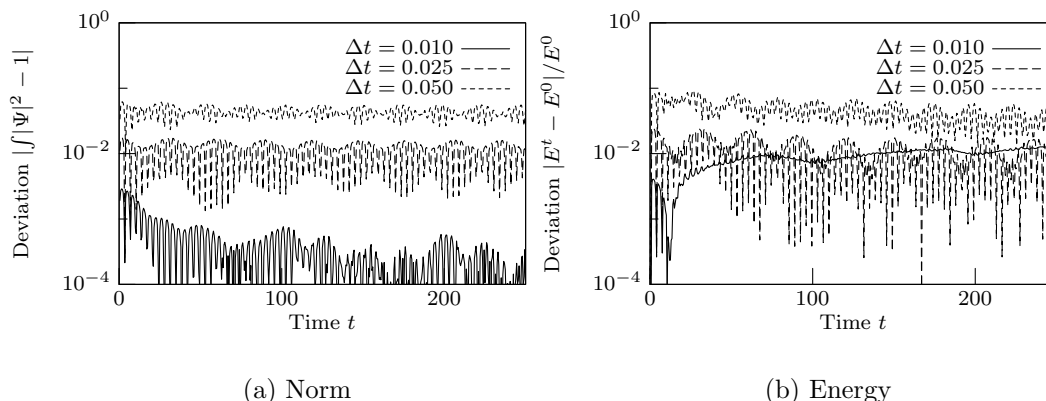 10^0
10^-2
10^-4
0
100
200
Time t
Deviation |∫|Ψ|^2 − 1|
Δt = 0.010
Δt = 0.025
Δt = 0.050
(a) Norm
10^0
10^-2
10^-4
0
100
200
Time t
Deviation |E^t − E^0|/E^0
Δt = 0.010
Δt = 0.025
Δt = 0.050
(b) Energy